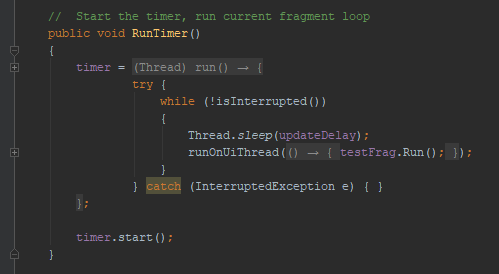 //  Start the timer, run current fragment loop
public void RunTimer()
{
timer = (Thread) run() → {
try {
while (!isInterrupted())
{
Thread.sleep(updateDelay);
runOnUiThread(() → { testFrag.Run(); });
}
} catch (InterruptedException e) { }
};
timer.start();
}